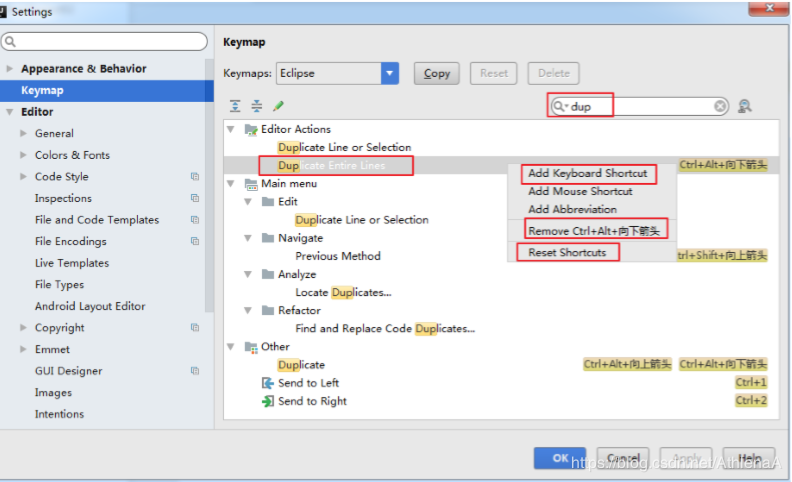 Settings
Keymap
Keymaps: Eclipse Copy Reset Delete
dup
Appearance & Behavior
Keymap
Editor
General
Colors & Fonts
Code Style
Inspections
File and Code Templates
File Encodings
Live Templates
File Types
Android Layout Editor
Copyright
Emmet
GUI Designer
Images
Intentions
Editor Actions
Duplicate Line or Selection
Duplicate Entire Lines Ctrl+Alt+向下箭头
Main menu
Edit
Duplicate Line or Selection
Navigate
Previous Method trl+Shift+向上箭头
Analyze
Locate Duplicates...
Refactor
Find and Replace Code Duplicates...
Other
Duplicate Ctrl+Alt+向上箭头 Ctrl+Alt+向下箭头
Send to Left Ctrl+1
Send to Right Ctrl+2
Add Keyboard Shortcut
Add Mouse Shortcut
Add Abbreviation
Remove Ctrl+Alt+向下箭头
Reset Shortcuts
OK Cancel Apply Help
https://blog.csdn.net/AthlenaA